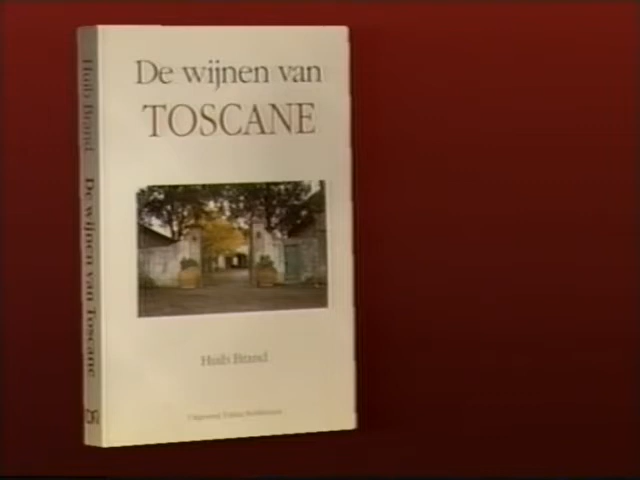 De wijnen van
TOSCANE
Huib Brand
Huib Brand De wijnen van Toscane